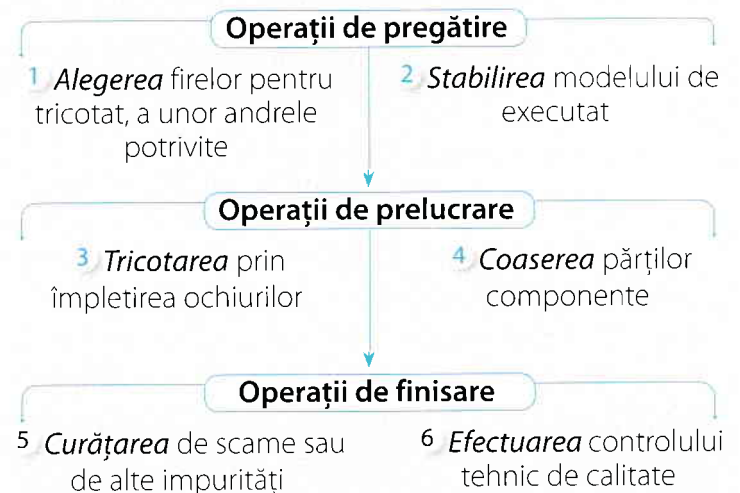 Operații de pregătire
1 Alegerea firelor pentru
tricotat, a unor andrele
potrivite
2 Stabilirea modelului de
executat
Operații de prelucrare
3 Tricotarea prin
împletirea ochiurilor
4 Coaserea părților
componente
Operații de finisare
5 Curățarea de scame sau
de alte impurități
6 Efectuarea controlului
tehnic de calitate